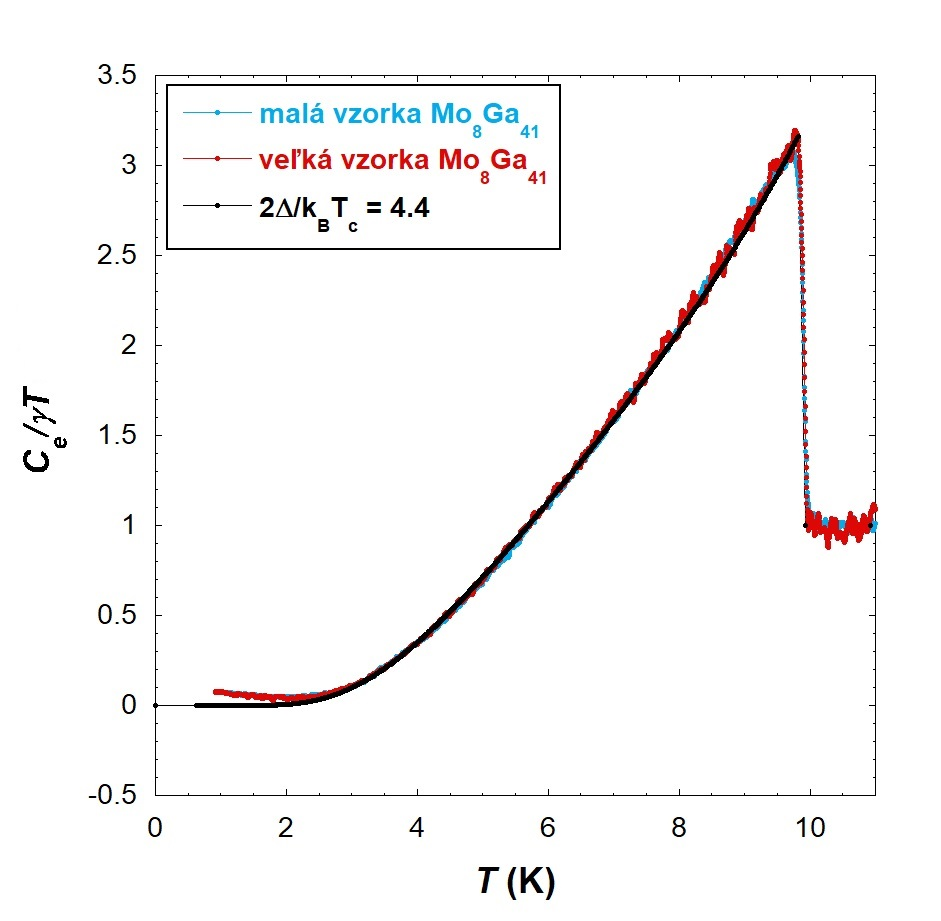 3.5
malá vzorka Mo8Ga41
3
veľká vzorka Mo8Ga41
2Δ/kBTc = 4.4
2.5
2
1.5
1
0.5
0
-0.5
Ce/γT
0 2 4 6 8 10
T (K)